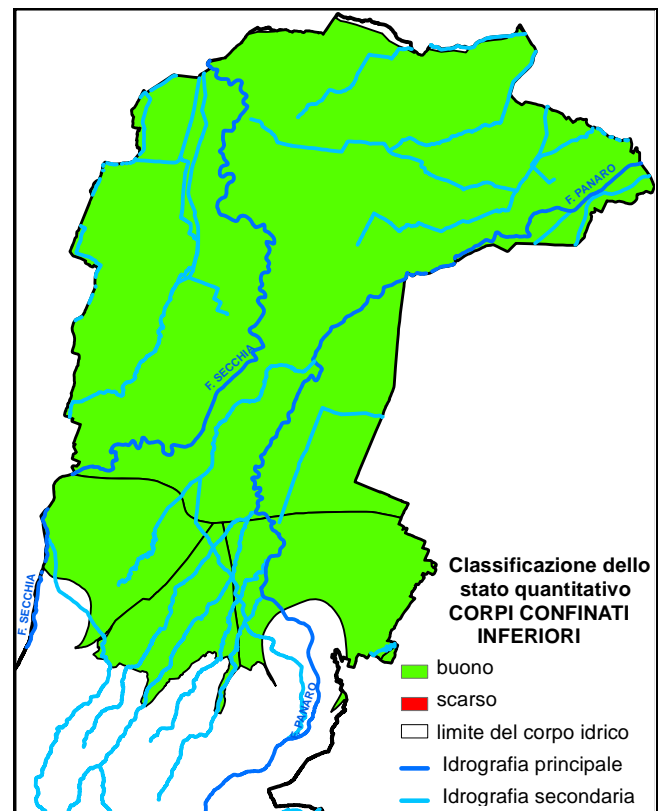 F. PANARO
F. SECCHIA
F. SECCHIA
F. PANARO
Classificazione dello
stato quantitativo
CORPI CONFINATI
INFERIORI
buono
scarso
limite del corpo idrico
Idrografia principale
Idrografia secondaria